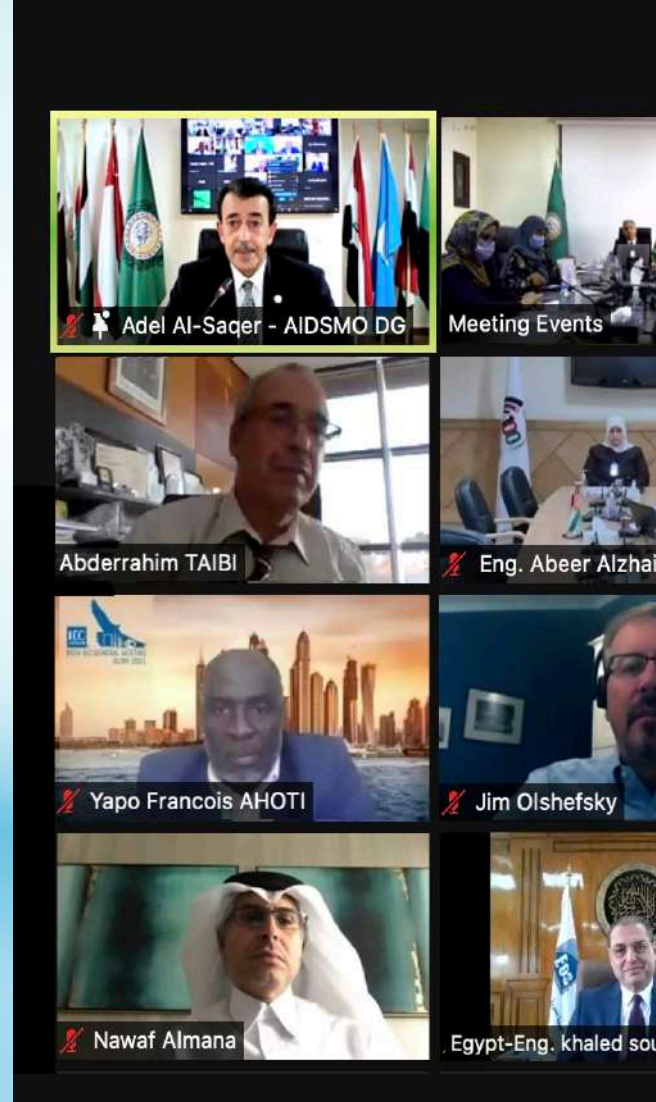 Adel Al-Saqer - AIDSMO DG
Meeting Events
Abderrahim TAIBI
Eng. Abeer Alzhai
IEC
Yapo Francois AHOTI
Jim Olshefsky
Nawaf Almana
Egypt-Eng. khaled sou